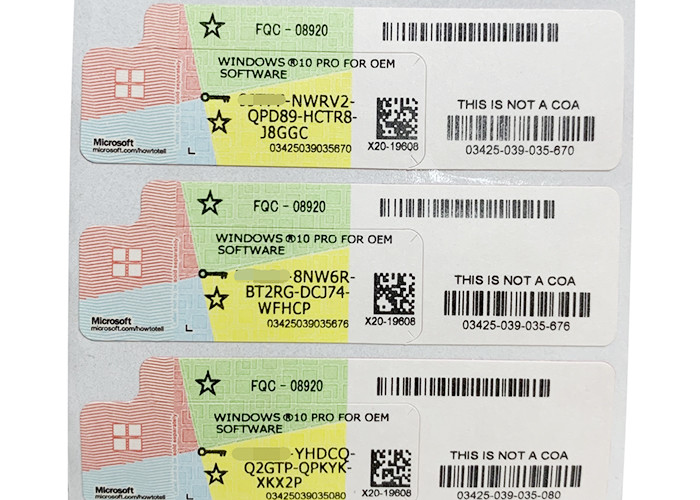 FQC - 08920
WINDOWS ®10 PRO FOR OEM
SOFTWARE
-NWRV2-
QPD89-HCTR8-
J8GGC
03425039035670
X20-19608
Microsoft
microsoft.com/howtotell
THIS IS NOT A COA
03425-039-035-670
FQC - 08920
WINDOWS ®10 PRO FOR OEM
SOFTWARE
-8NW6R-
BT2RG-DCJ74-
WFHCP
03425039035676
X20-19608
Microsoft
microsoft.com/howtotell
THIS IS NOT A COA
03425-039-035-676
FQC - 08920
WINDOWS ®10 PRO FOR OEM
SOFTWARE
-YHDCQ-
Q2GTP-QPKYK-
XKX2P
03425039035080
X20-19608
Microsoft
microsoft.com/howtotell
THIS IS NOT A COA
03425-039-035-080